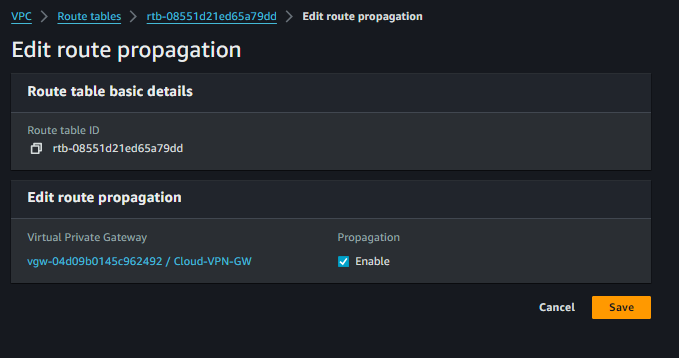 VPC > Route tables > rtb-08551d21ed65a79dd > Edit route propagation
Edit route propagation
Route table basic details
Route table ID
rtb-08551d21ed65a79dd
Edit route propagation
Virtual Private Gateway Propagation
vgw-04d09b0145c962492 / Cloud-VPN-GW Enable
Cancel Save